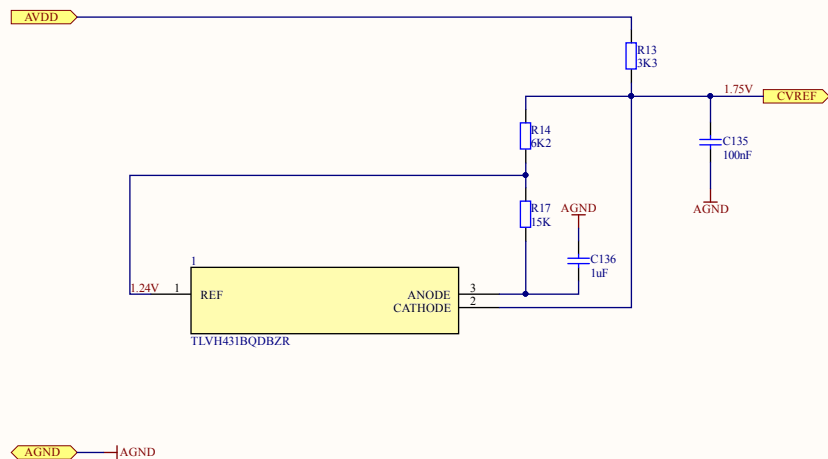 AVDD
R13
3K3
1.75V
CVREF
R14
6K2
C135
100nF
AGND
R17
15K
AGND
C136
1uF
1
1.24V
1
REF
ANODE
3
CATHODE
2
TLVH431BQDBZR
AGND
AGND